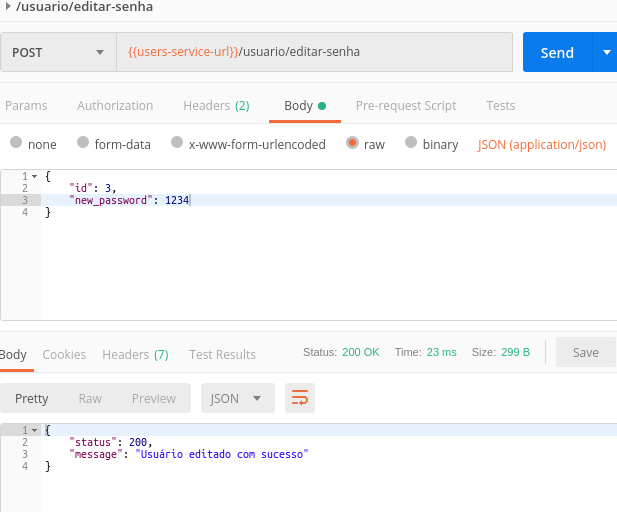 /usuario/editar-senha
POST {{users-service-url}}/usuario/editar-senha Send
Params Authorization Headers (2) Body Pre-request Script Tests
none form-data x-www-form-urlencoded raw binary JSON (application/json)
1 {
2 "id": 3,
3 "new_password": 1234
4 }
Body Cookies Headers (7) Test Results Status: 200 OK Time: 23 ms Size: 299 B Save
Pretty Raw Preview JSON
1 {
2 "status": 200,
3 "message": "Usuário editado com sucesso"
4 }